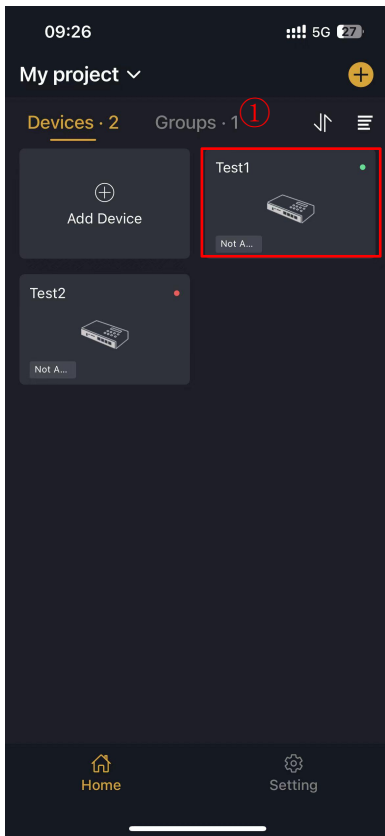 09:26
5G 27
My project
Devices · 2
Groups · 1
①
Add Device
Test1
Not A...
Test2
Not A...
Home
Setting